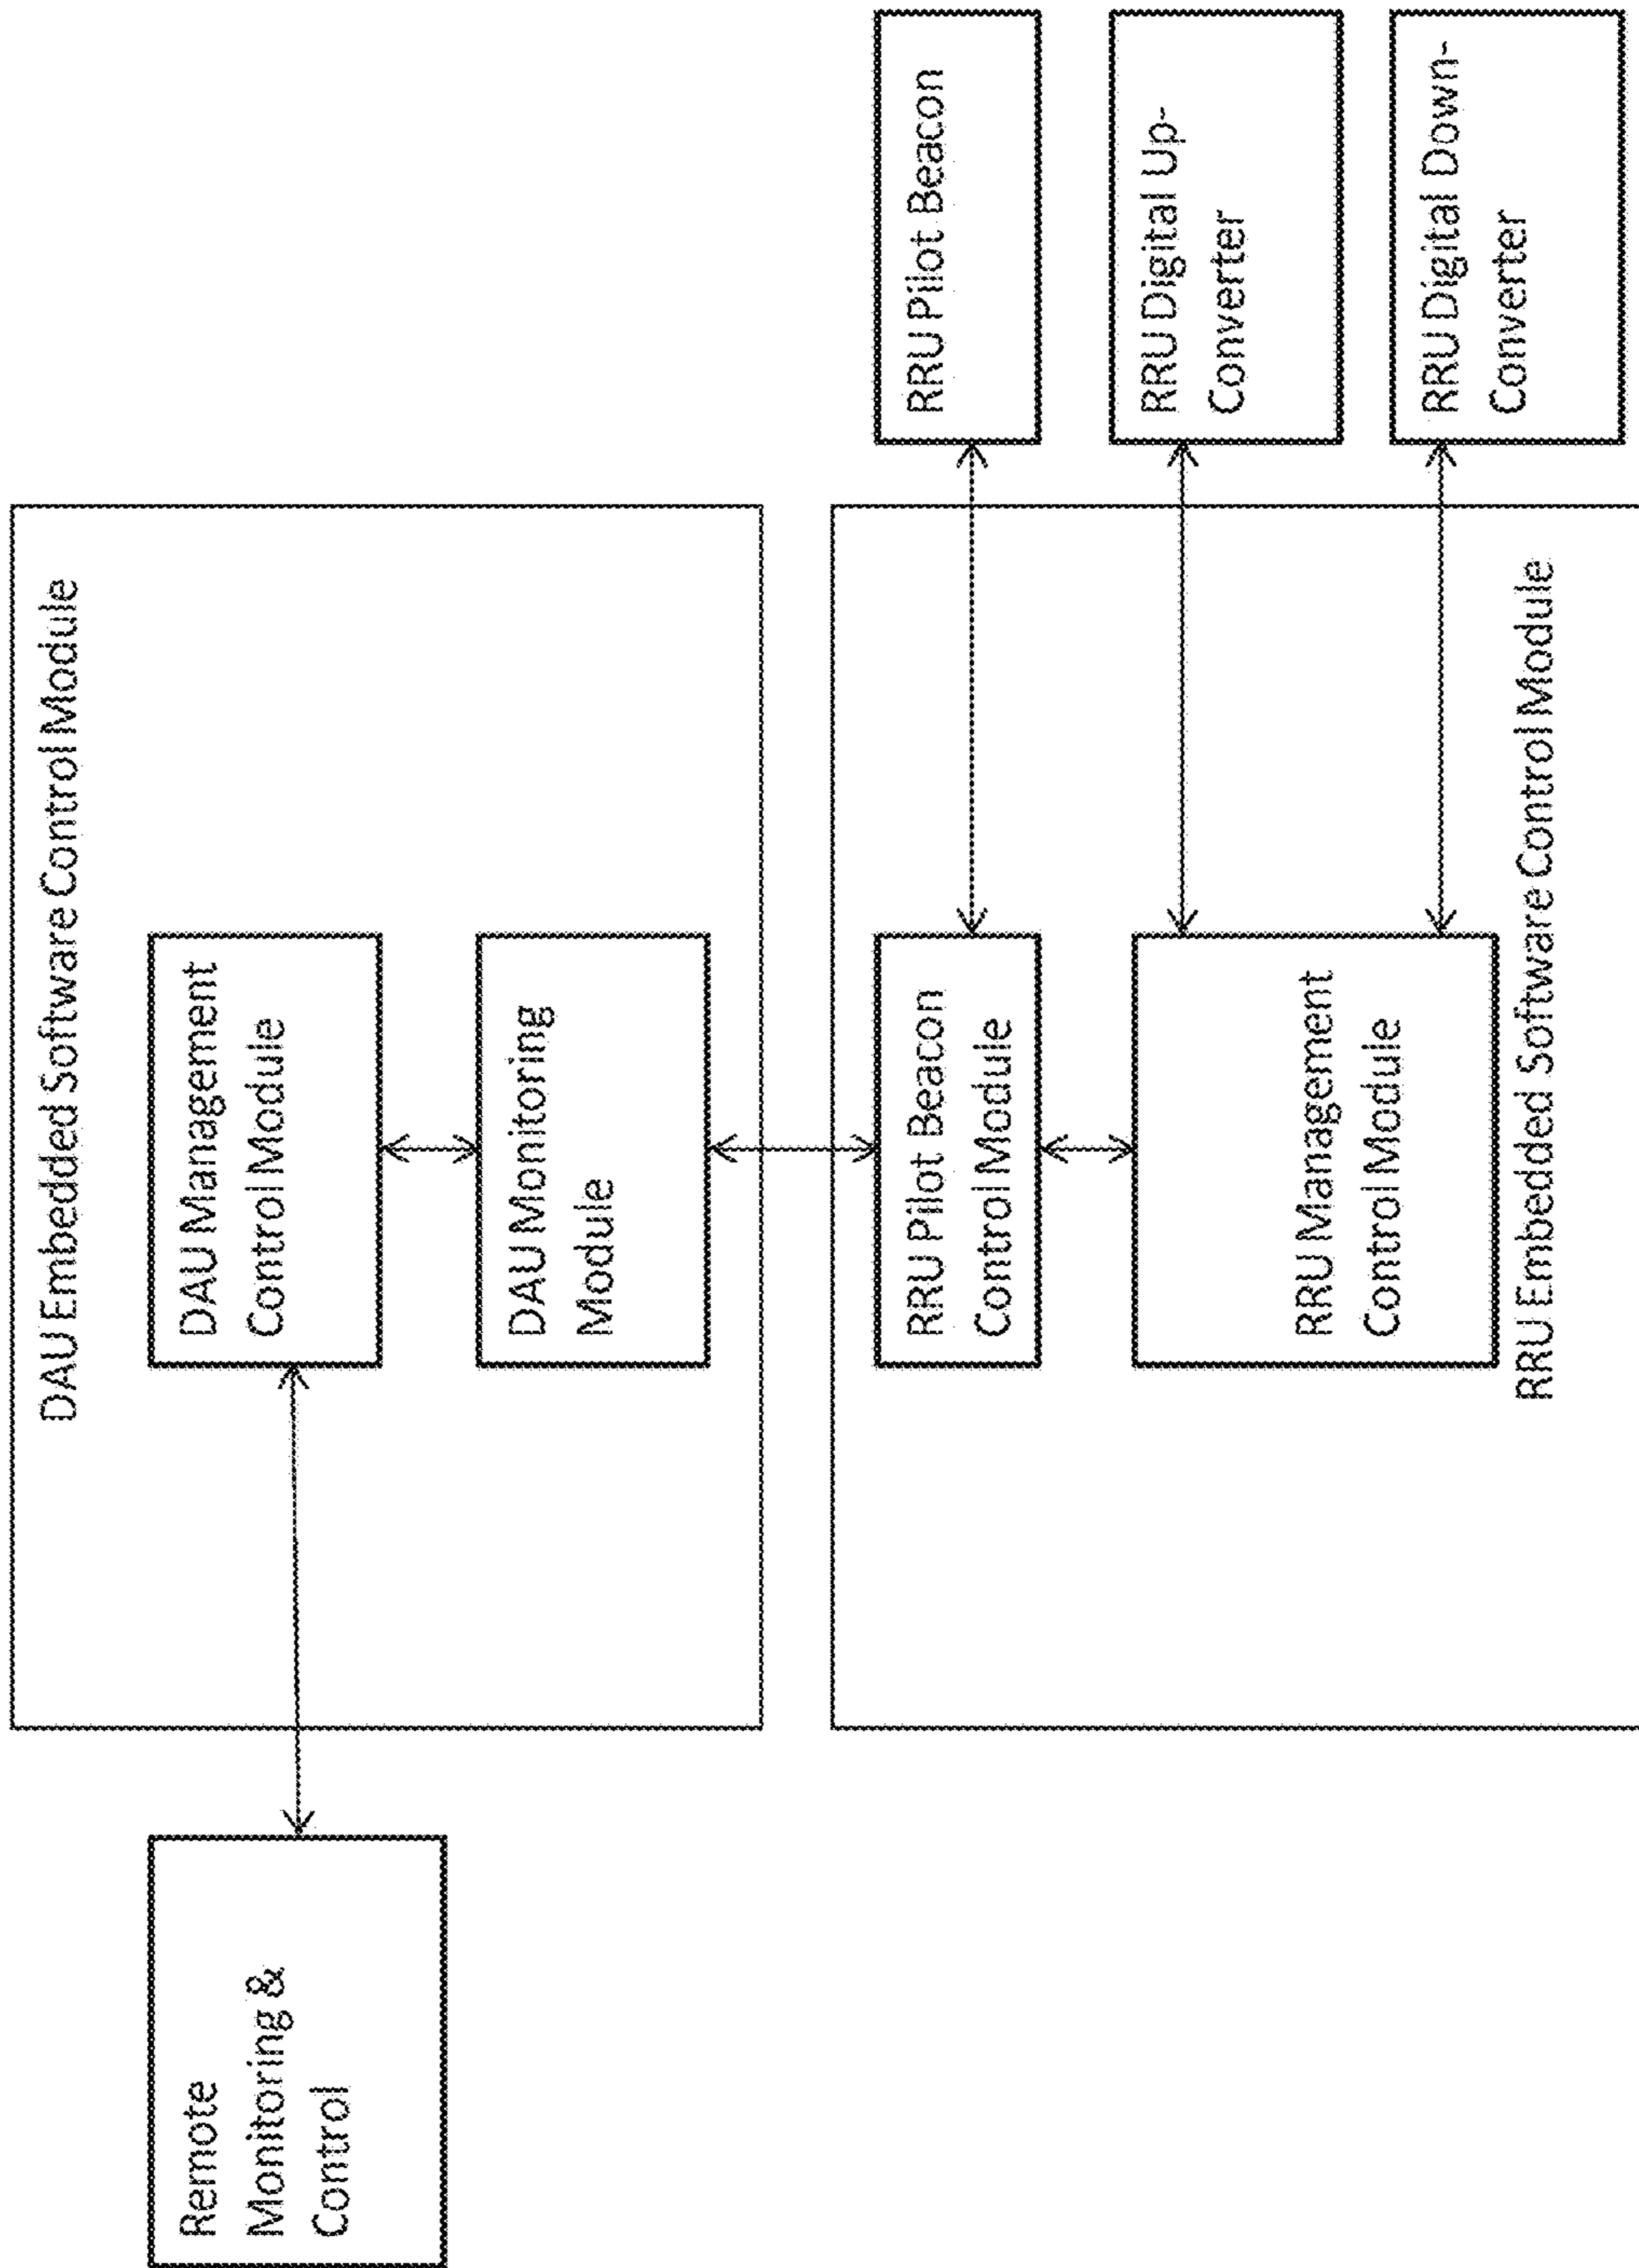 DAU Embedded Software Control Module
Remote
Monitoring &
Control
DAU Management
Control Module
DAU Monitoring
Module
RRU Pilot Beacon
Control Module
RRU Pilot Beacon
RRU Management
Control Module
RRU Digital Up-
Converter
RRU Digital Down-
Converter
RRU Embedded Software Control Module